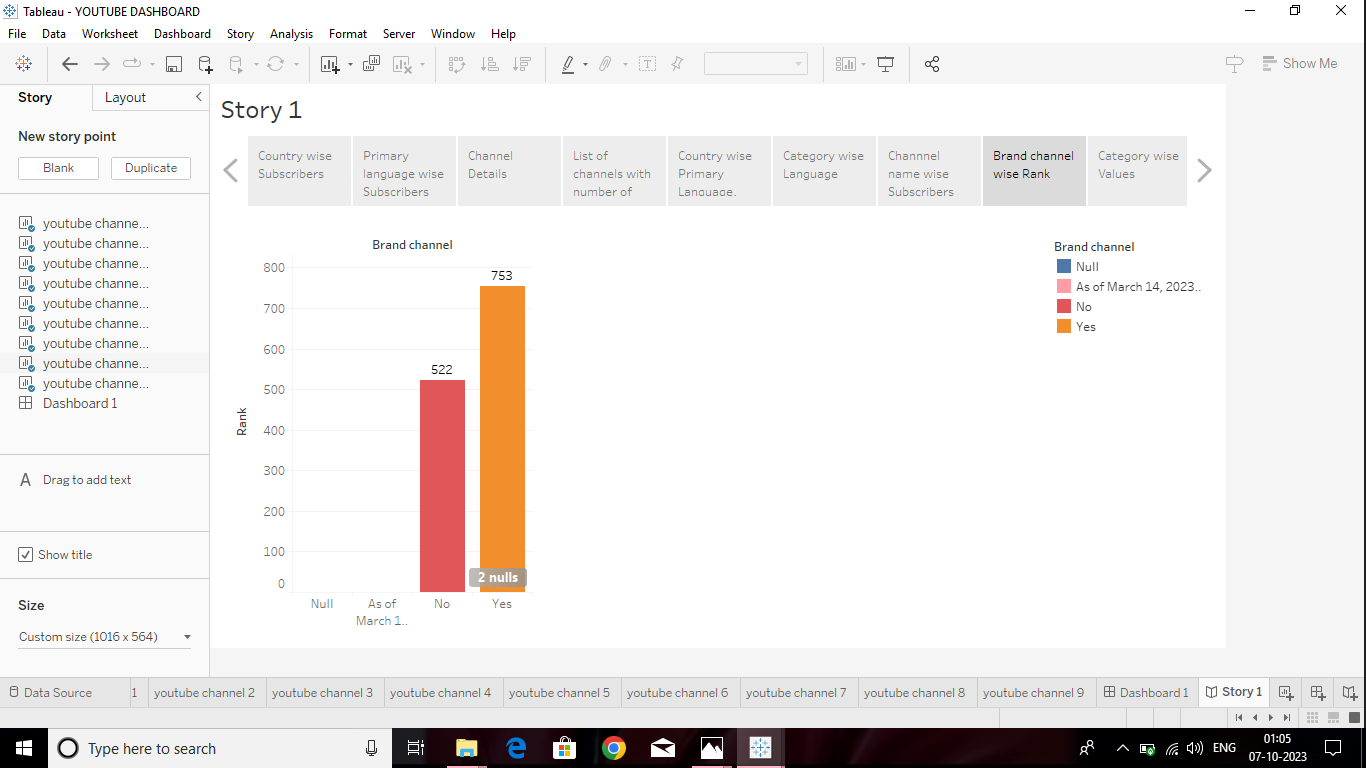 Tableau - YOUTUBE DASHBOARD
File Data Worksheet Dashboard Story Analysis Format Server Window Help
Show Me
Story Layout
New story point
Blank Duplicate
youtube channe...
youtube channe...
youtube channe...
youtube channe...
youtube channe...
youtube channe...
youtube channe...
youtube channe...
youtube channe...
Dashboard 1
A Drag to add text
Show title
Size
Custom size (1016 x 564)
Story 1
Country wise
Subscribers
Primary
language wise
Subscribers
Channel
Details
List of
channels with
number of
Country wise
Primary
Language.
Category wise
Language
Channnel
name wise
Subscribers
Brand channel
wise Rank
Category wise
Values
Brand channel
800
700
600
500
400
300
200
100
0
Rank
522
753
2 nulls
Null
As of
March 1..
No
Yes
Brand channel
Null
As of March 14, 2023..
No
Yes
Data Source 1 youtube channel 2 youtube channel 3 youtube channel 4 youtube channel 5 youtube channel 6 youtube channel 7 youtube channel 8 youtube channel 9 Dashboard 1 Story 1
Type here to search
ENG
01:05
07-10-2023